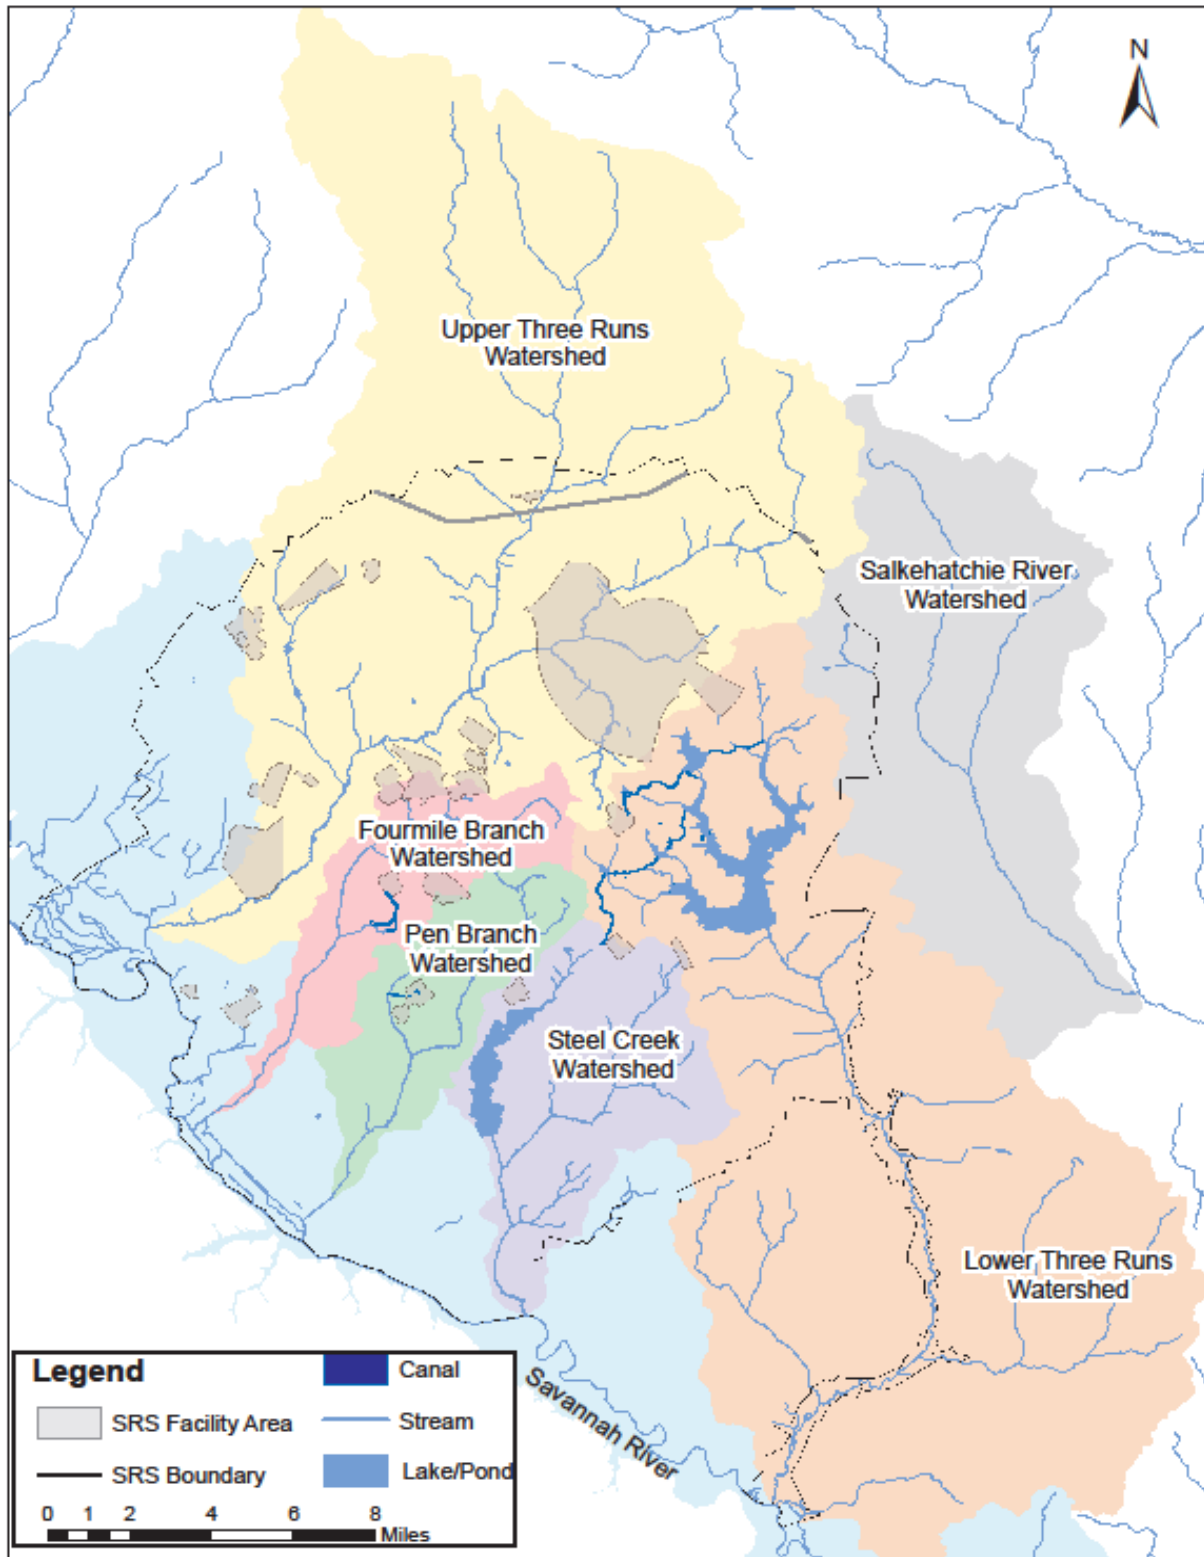 N
Upper Three Runs
Watershed
Salkehatchie River
Watershed
Fourmile Branch
Watershed
Pen Branch
Watershed
Steel Creek
Watershed
Lower Three Runs
Watershed
Savannah River
Legend
Canal
SRS Facility Area
Stream
SRS Boundary
Lake/Pond
0 1 2 4 6 8
Miles